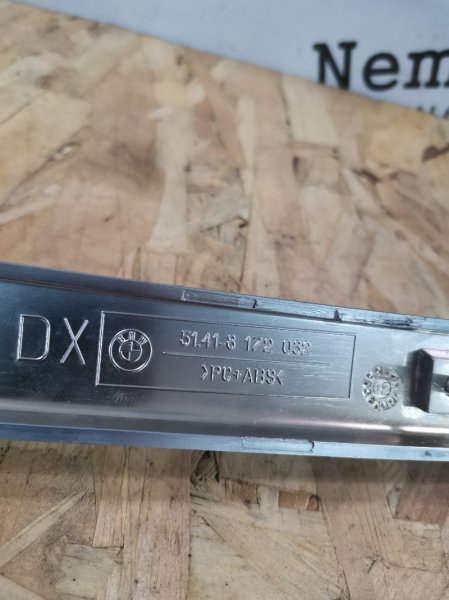 Nem
DX
51.41-8 172 032
>PC+ABS<